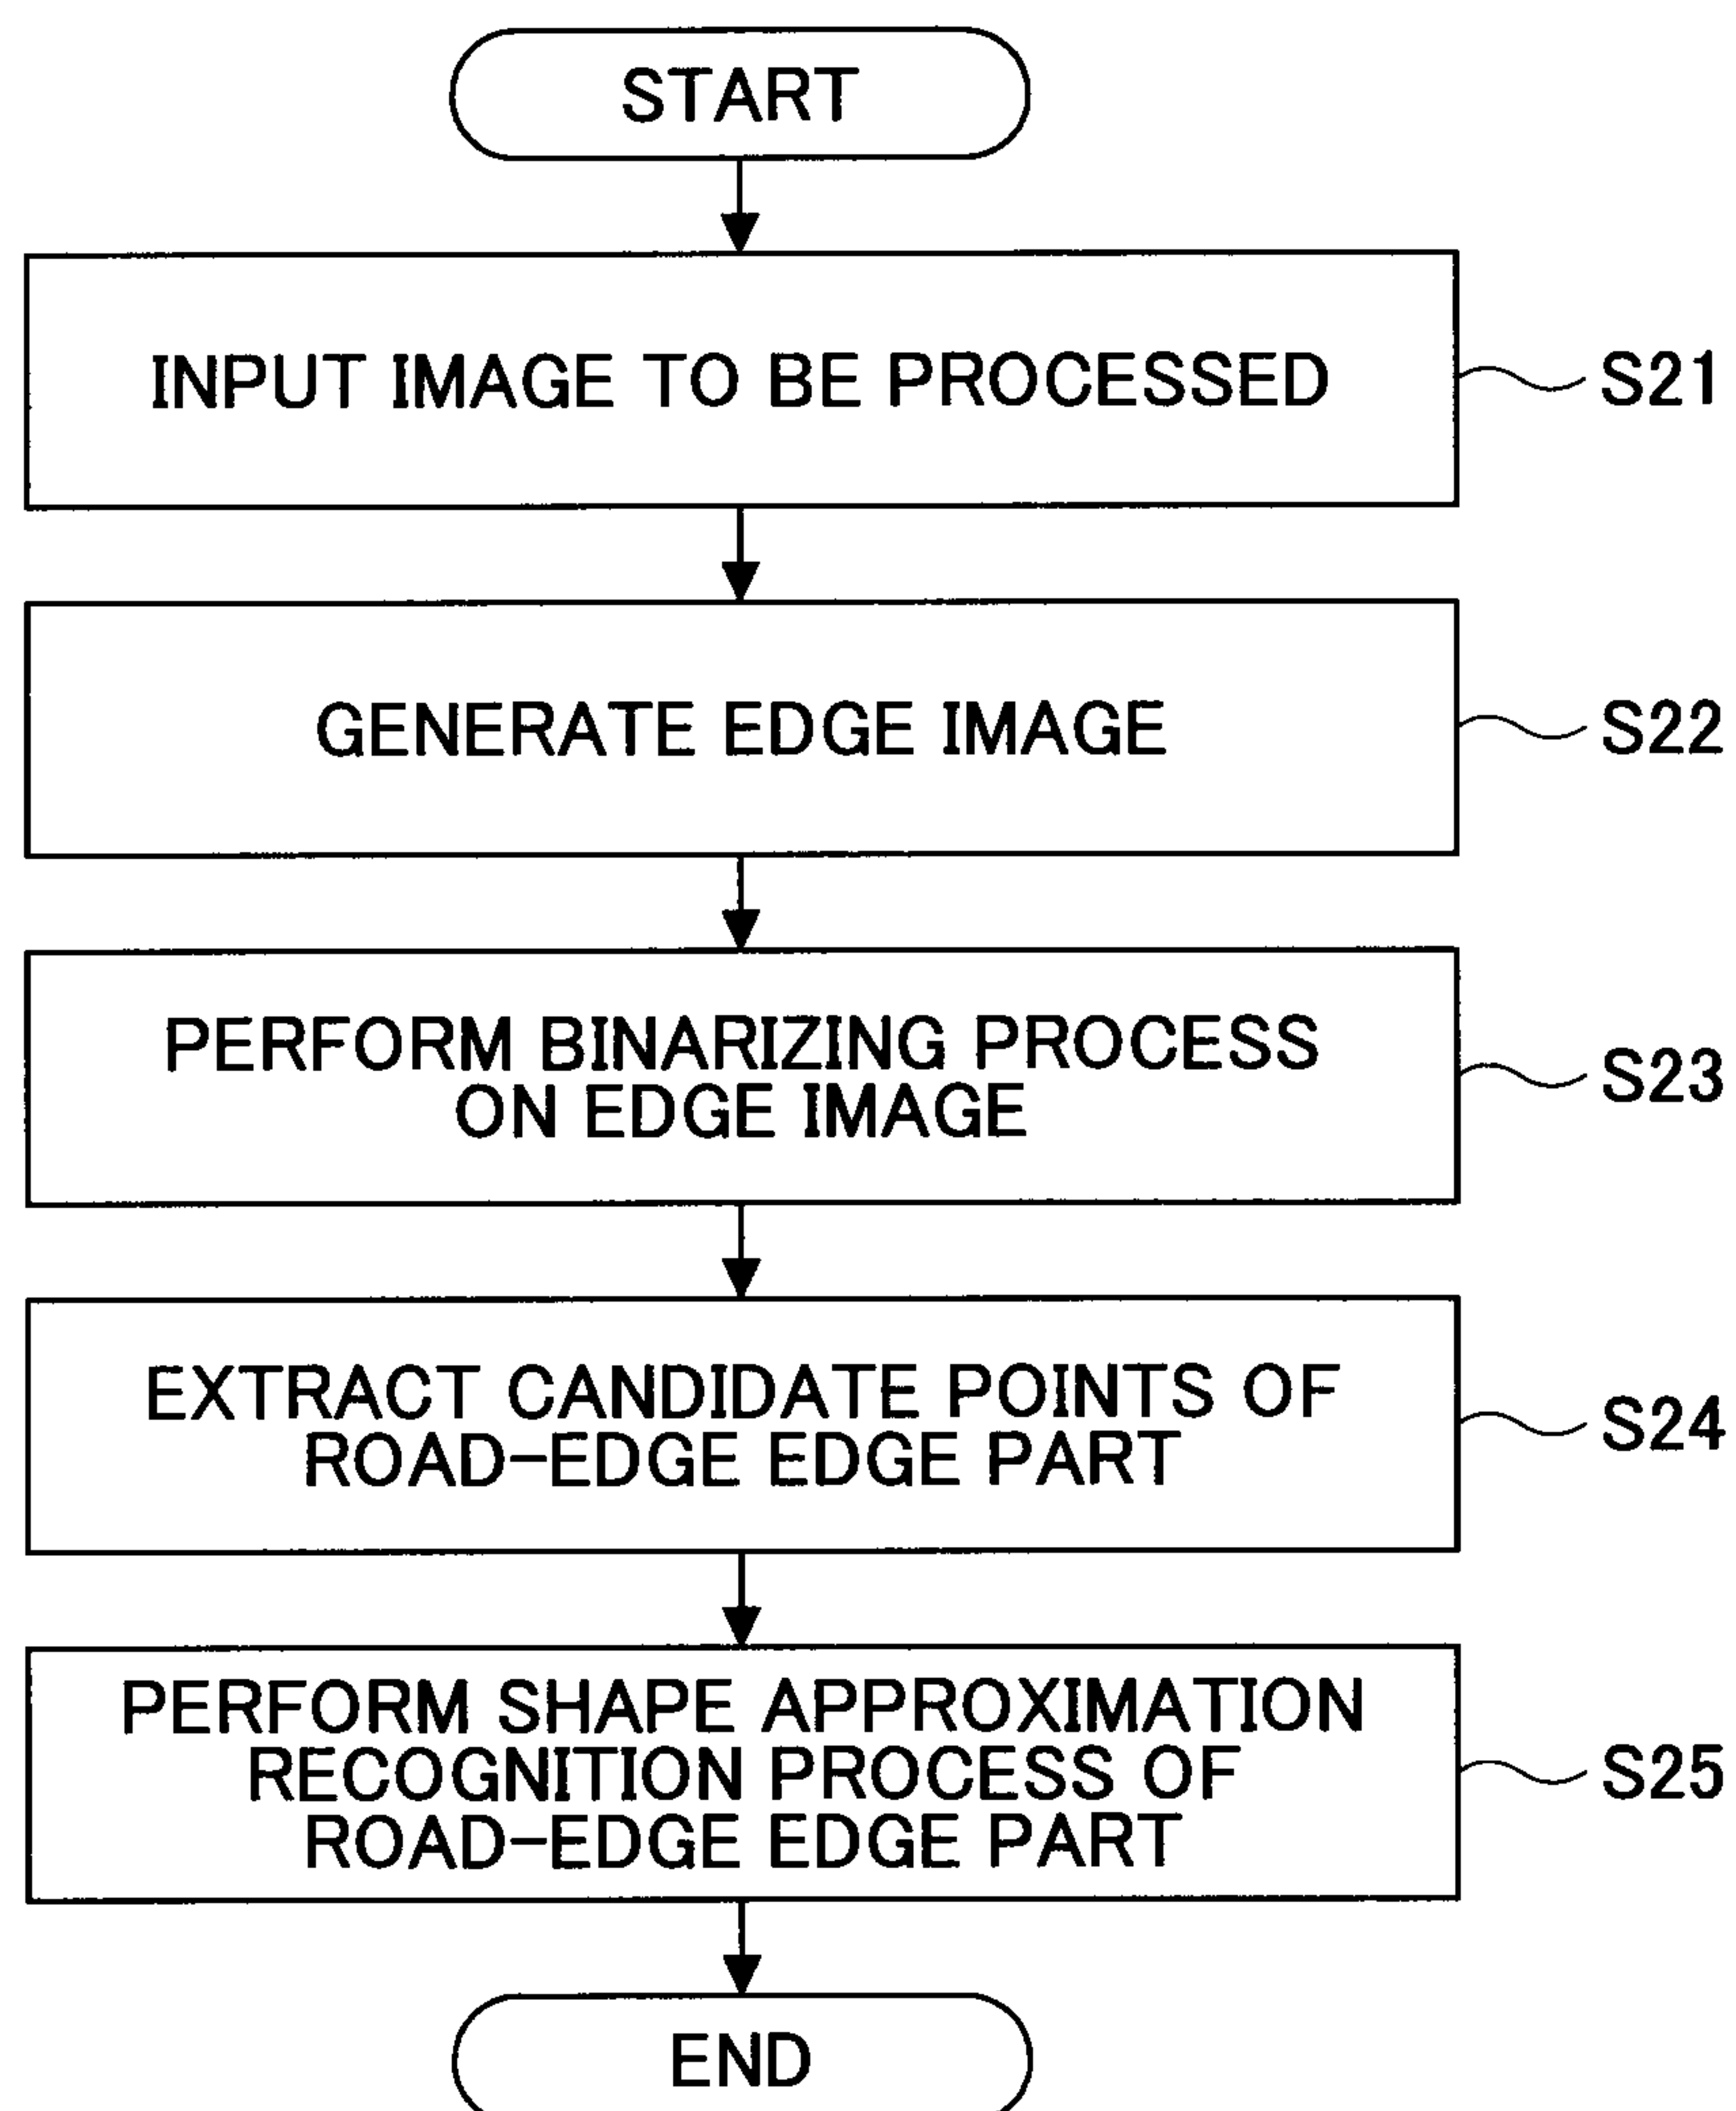 START
INPUT IMAGE TO BE PROCESSED
S21
GENERATE EDGE IMAGE
S22
PERFORM BINARIZING PROCESS
ON EDGE IMAGE
S23
EXTRACT CANDIDATE POINTS OF
ROAD-EDGE EDGE PART
S24
PERFORM SHAPE APPROXIMATION
RECOGNITION PROCESS OF
ROAD-EDGE EDGE PART
S25
END